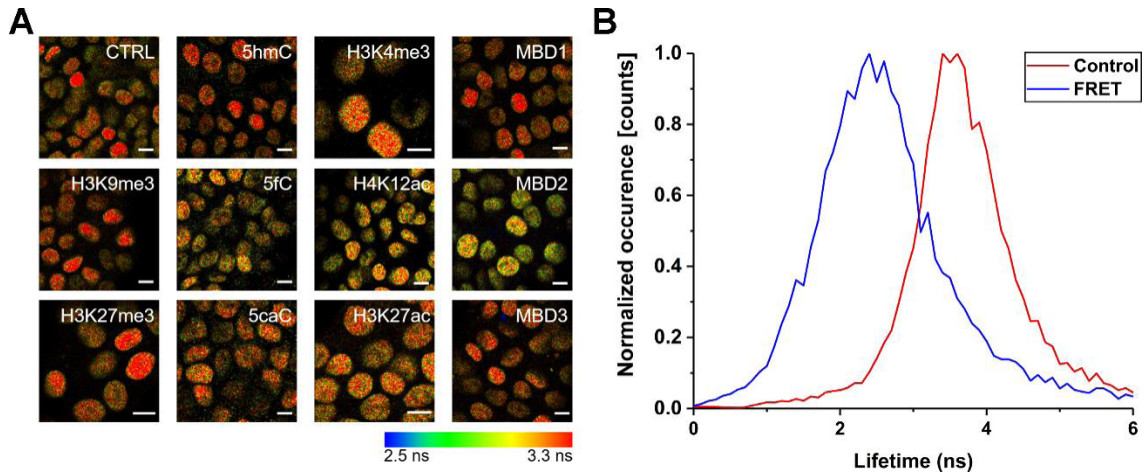 A
CTRL
5hmC
H3K4me3
MBD1
H3K9me3
5fC
H4K12ac
MBD2
H3K27me3
5caC
H3K27ac
MBD3
2.5 ns
3.3 ns
B
Normalized occurence [counts]
1.0
0.8
0.6
0.4
0.2
0.0
0
2
4
6
Lifetime (ns)
Control
FRET